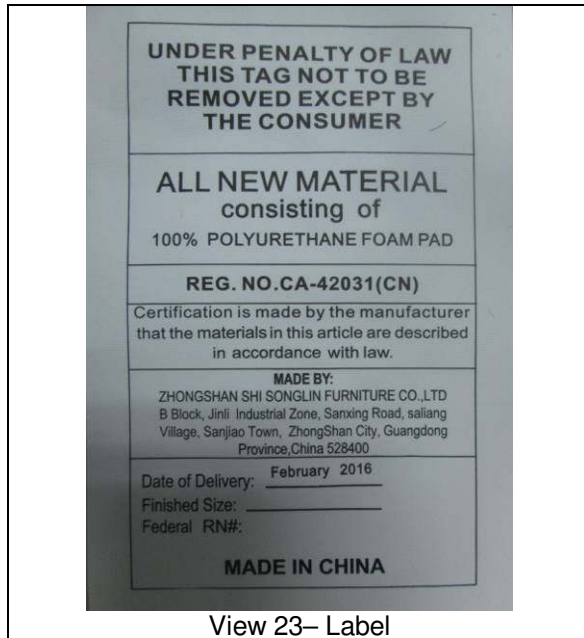 UNDER PENALTY OF LAW
THIS TAG NOT TO BE
REMOVED EXCEPT BY
THE CONSUMER
ALL NEW MATERIAL
consisting of
100% POLYURETHANE FOAM PAD
REG. NO.CA-42031(CN)
Certification is made by the manufacturer
that the materials in this article are described
in accordance with law.
MADE BY:
ZHONGSHAN SHI SONGLIN FURNITURE CO.,LTD
B Block, Jinli Industrial Zone, Sanxing Road, saliang
Village, Sanjiao Town, ZhongShan City, Guangdong
Province,China 528400
Date of Delivery: February 2016
Finished Size:
Federal RN#:
MADE IN CHINA
View 23– Label